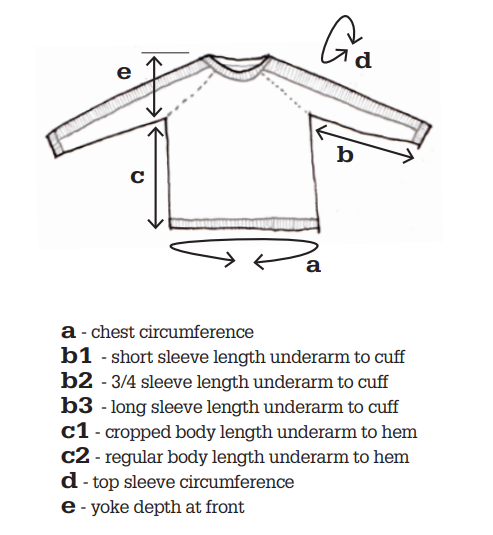 e
d
b
c
a
a - chest circumference
b1 - short sleeve length underarm to cuff
b2 - 3/4 sleeve length underarm to cuff
b3 - long sleeve length underarm to cuff
c1 - cropped body length underarm to hem
c2 - regular body length underarm to hem
d - top sleeve circumference
e - yoke depth at front